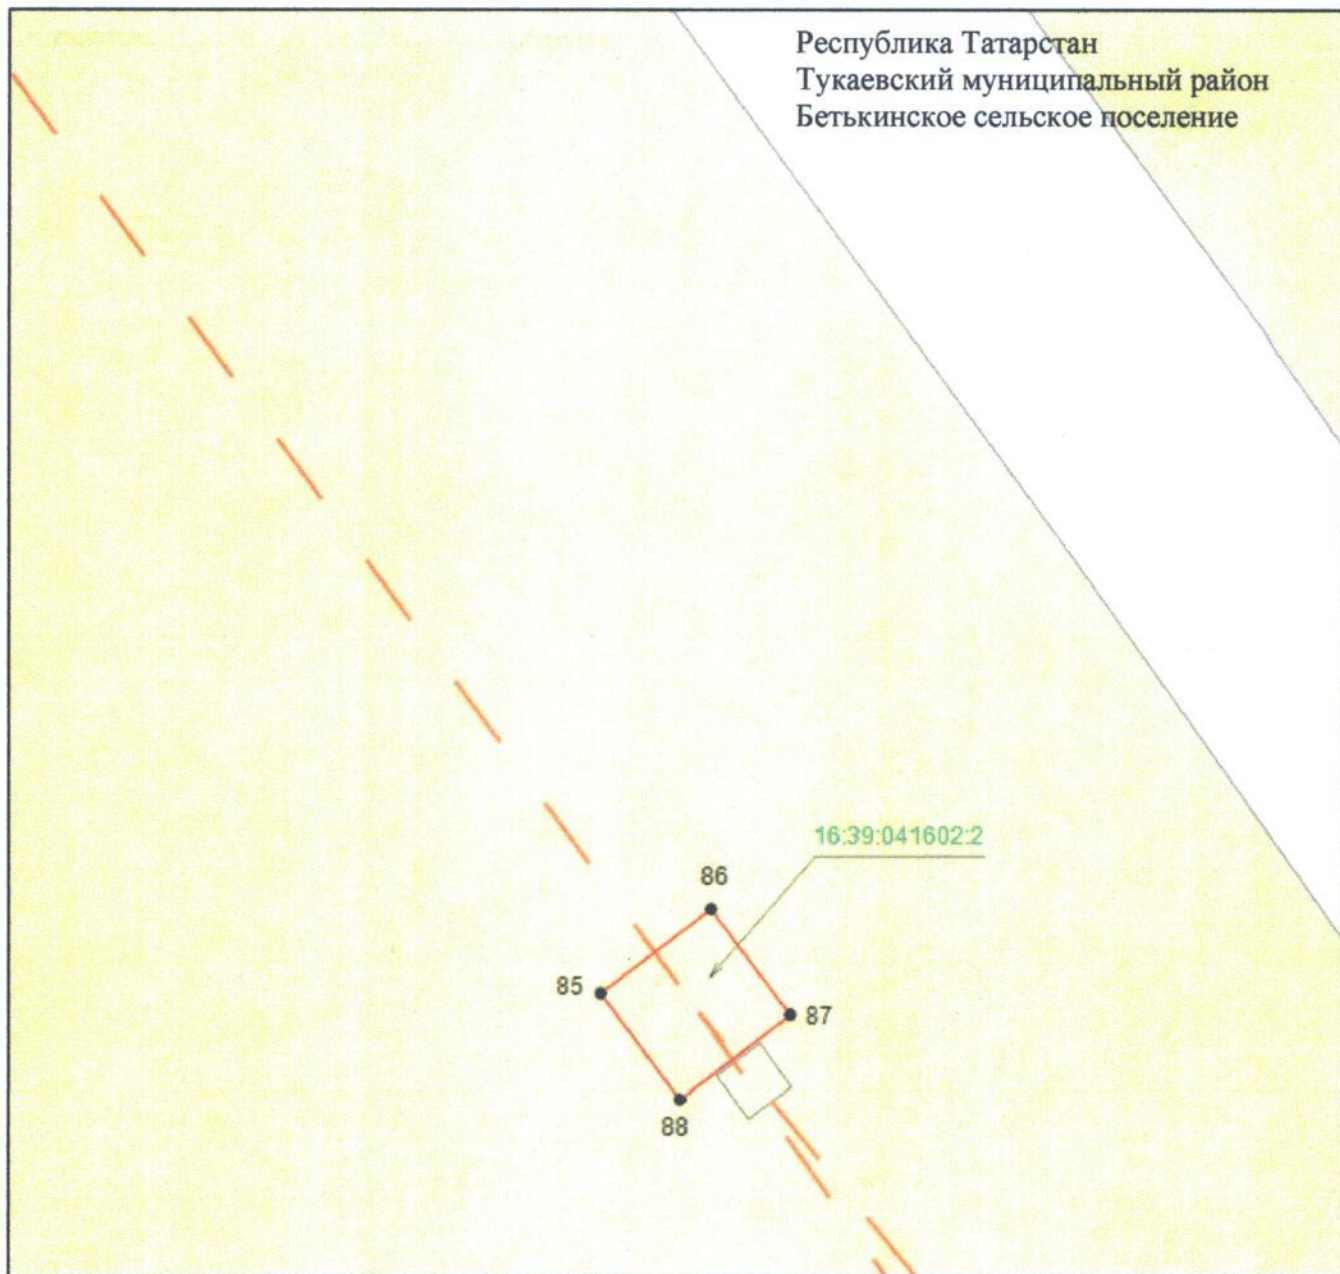 Республика Татарстан
Тукаевский муниципальный район
Бетькинское сельское поселение
16:39:041602:2
86
85
87
88